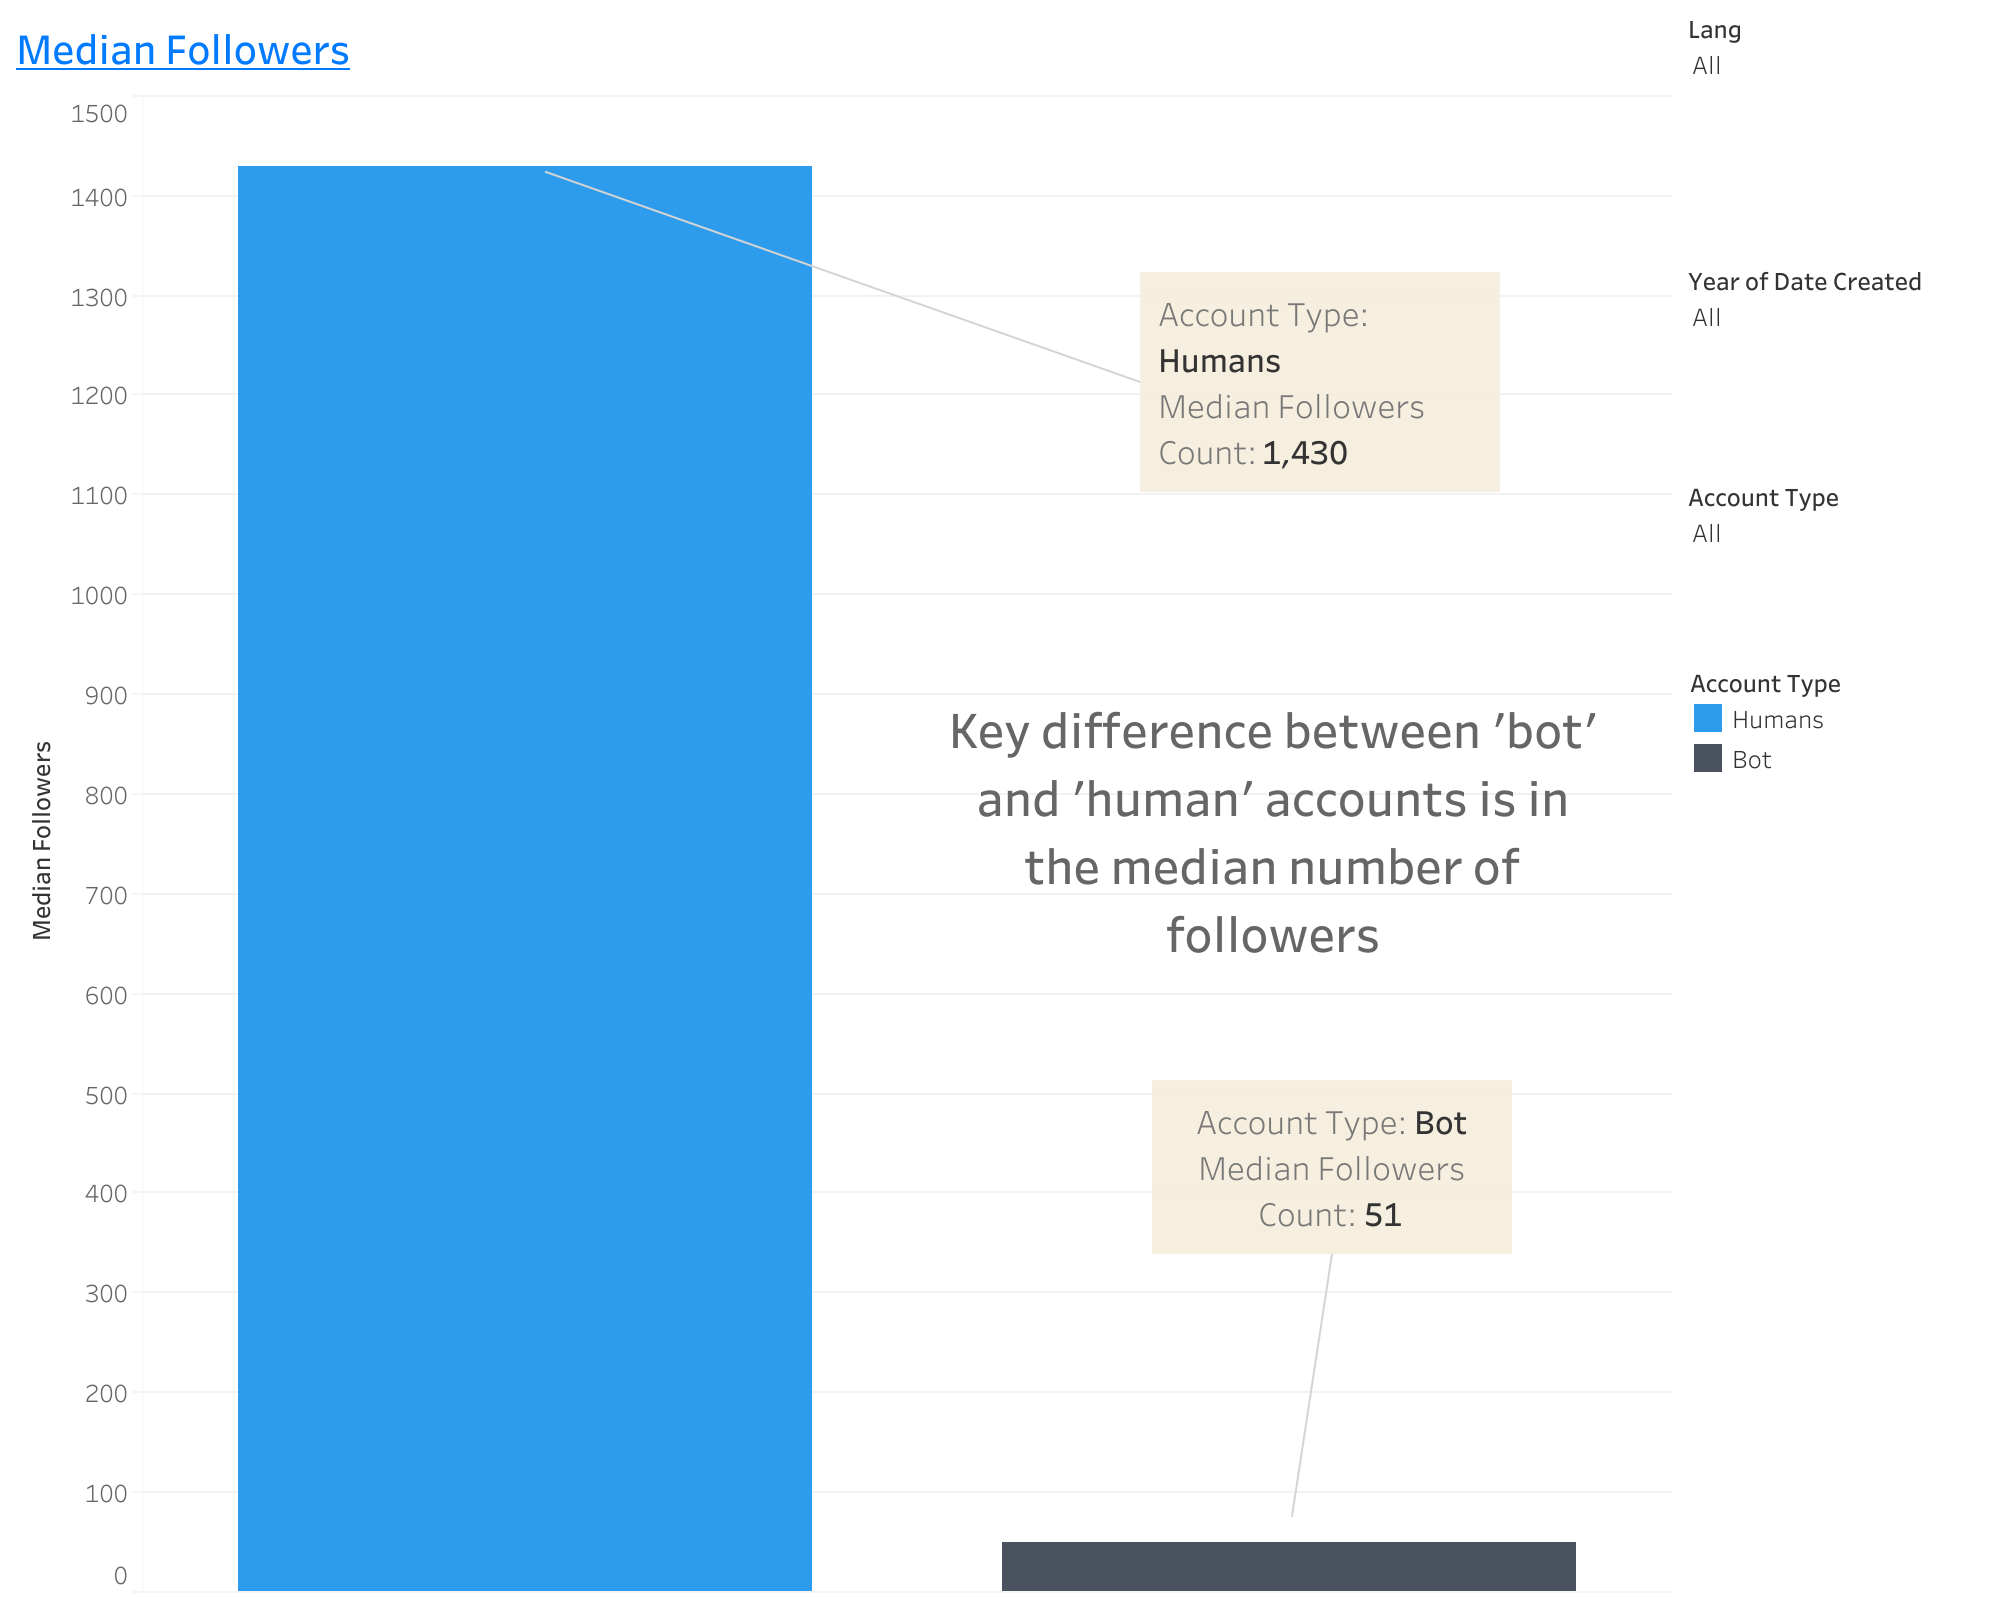 Median Followers
1500
1400
1300
1200
1100
1000
900
800
700
600
500
400
300
200
100
0
Median Followers
Account Type:
Humans
Median Followers
Count: 1,430
Key difference between 'bot'
and 'human' accounts is in
the median number of
followers
Account Type: Bot
Median Followers
Count: 51
Lang
All
Year of Date Created
All
Account Type
All
Account Type
Humans
Bot